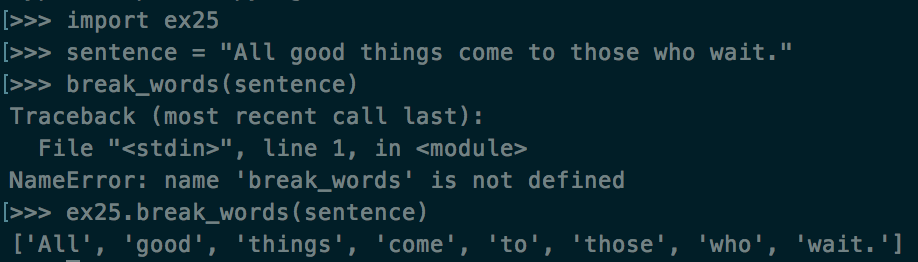 [>>> import ex25
[>>> sentence = "All good things come to those who wait."
[>>> break_words(sentence)
Traceback (most recent call last):
  File "<stdin>", line 1, in <module>
NameError: name 'break_words' is not defined
[>>> ex25.break_words(sentence)
['All', 'good', 'things', 'come', 'to', 'those', 'who', 'wait.']